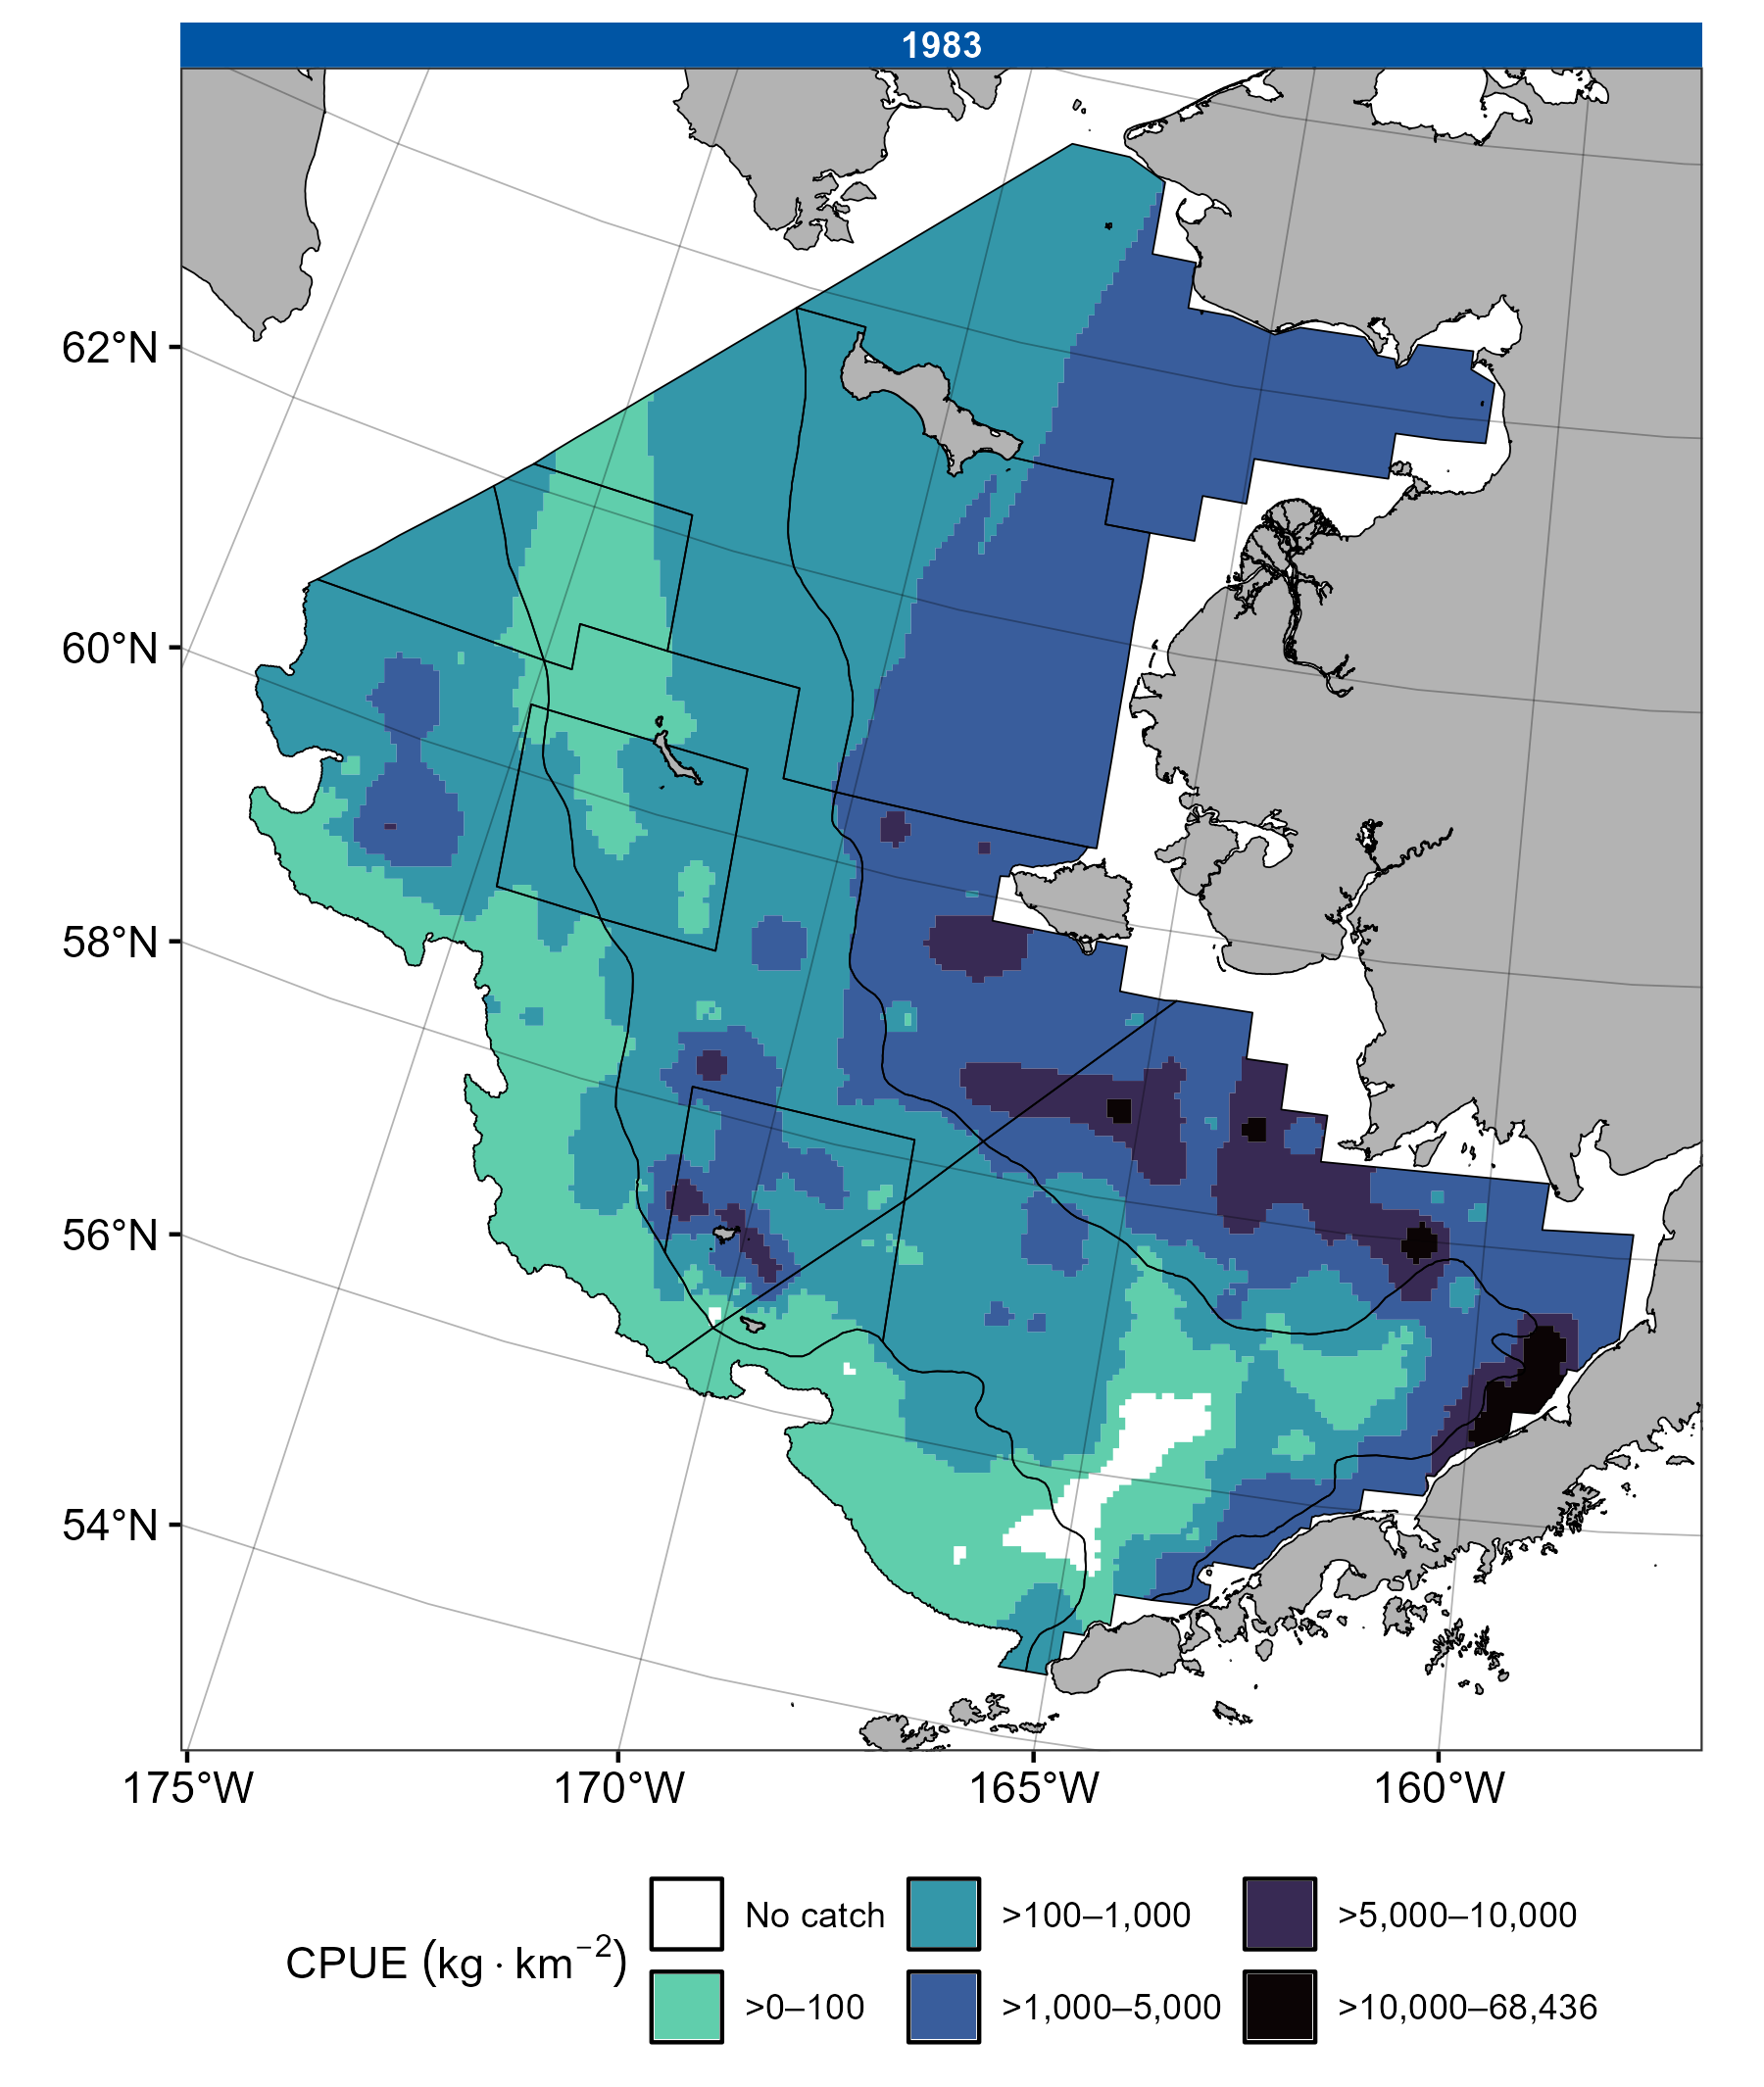 1983
62°N
60°N
58°N
56°N
54°N
175°W 170°W 165°W 160°W
CPUE (kg · km⁻²)
No catch >100–1,000 >5,000–10,000
>0–100 >1,000–5,000 >10,000–68,436